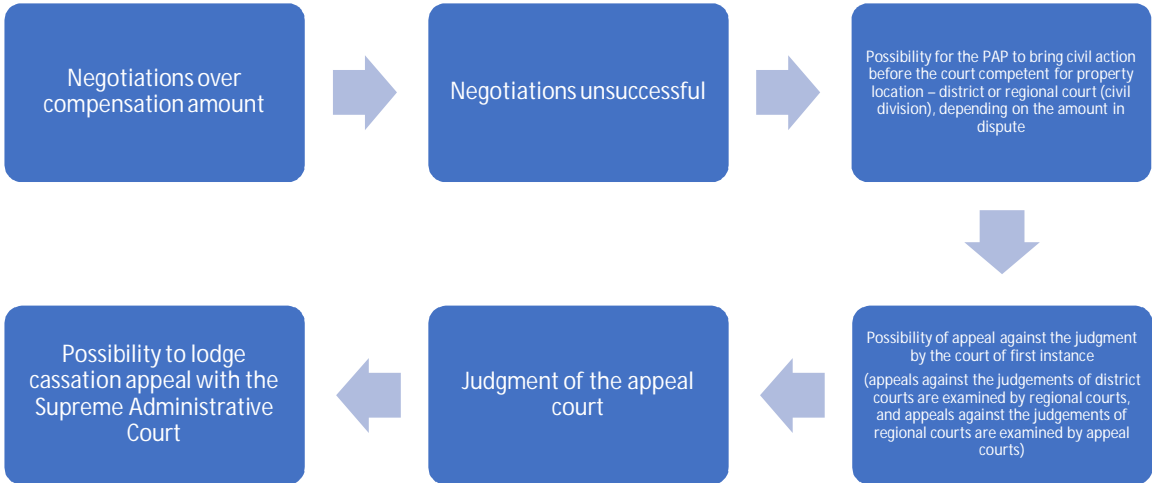 Negotiations over
compensation amount
Negotiations unsuccessful
Possibility for the PAP to bring civil action
before the court competent for property
location – district or regional court (civil
division), depending on the amount in
dispute
Possibility of appeal against the judgment
by the court of first instance
(appeals against the judgements of district
courts are examined by regional courts,
and appeals against the judgements of
regional courts are examined by appeal
courts)
Judgment of the appeal
court
Possibility to lodge
cassation appeal with the
Supreme Administrative
Court